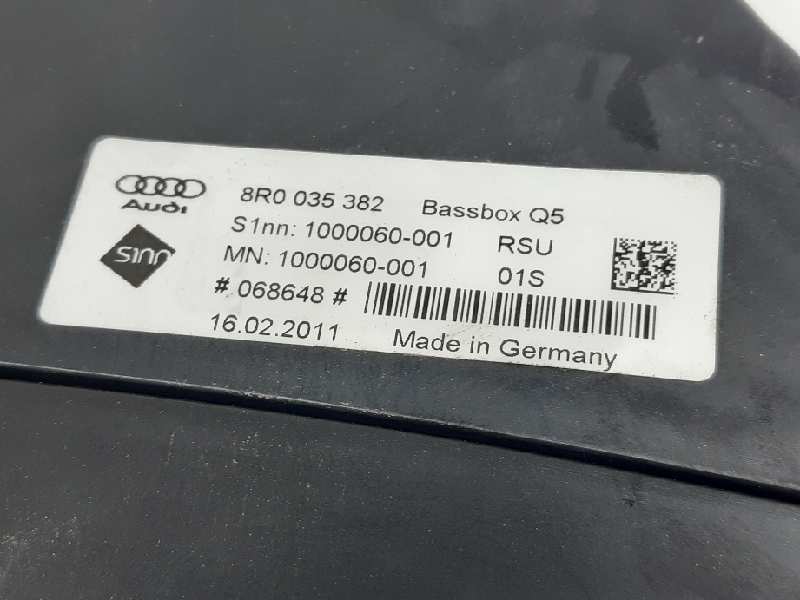 Audi
8R0 035 382 Bassbox Q5
S1nn: 1000060-001 RSU
S1nn
MN: 1000060-001 01S
# 068648 #
16.02.2011 Made in Germany